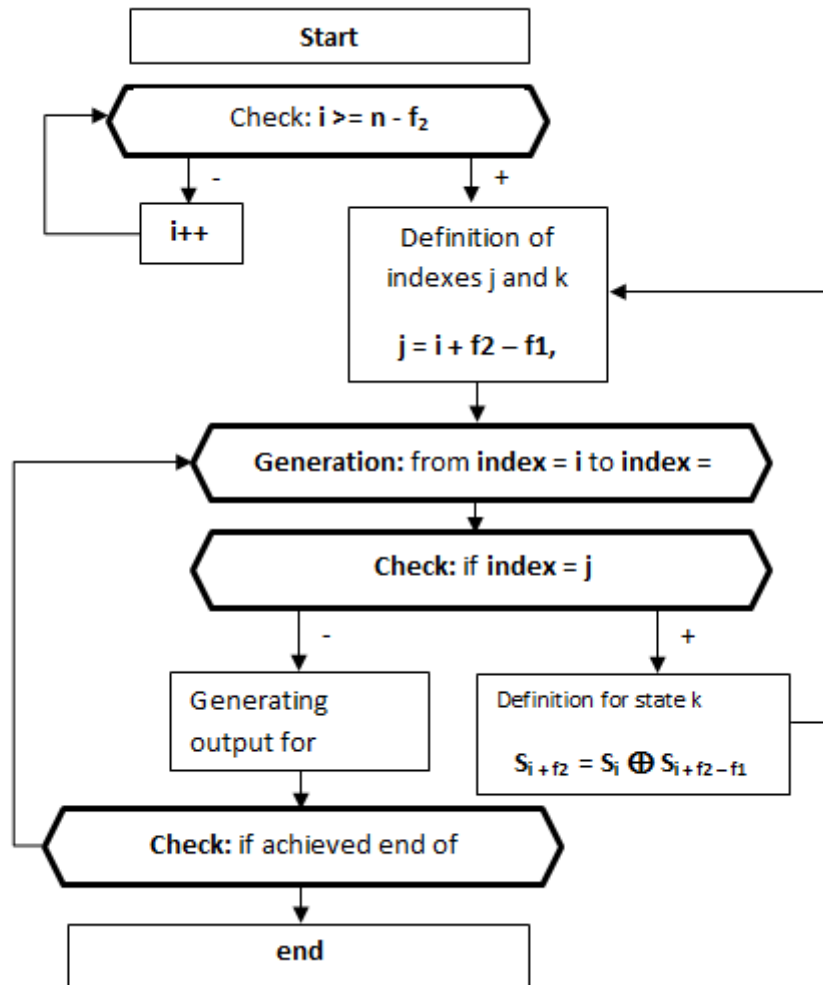 Start
Check: i >= n - f₂
-
+
i++
Definition of
indexes j and k
j = i + f2 – f1,
Generation: from index = i to index =
Check: if index = j
-
+
Generating
output for
Definition for state k
Sᵢ₊f₂ = Sᵢ ⊕ Sᵢ₊f₂₋f₁
Check: if achieved end of
end